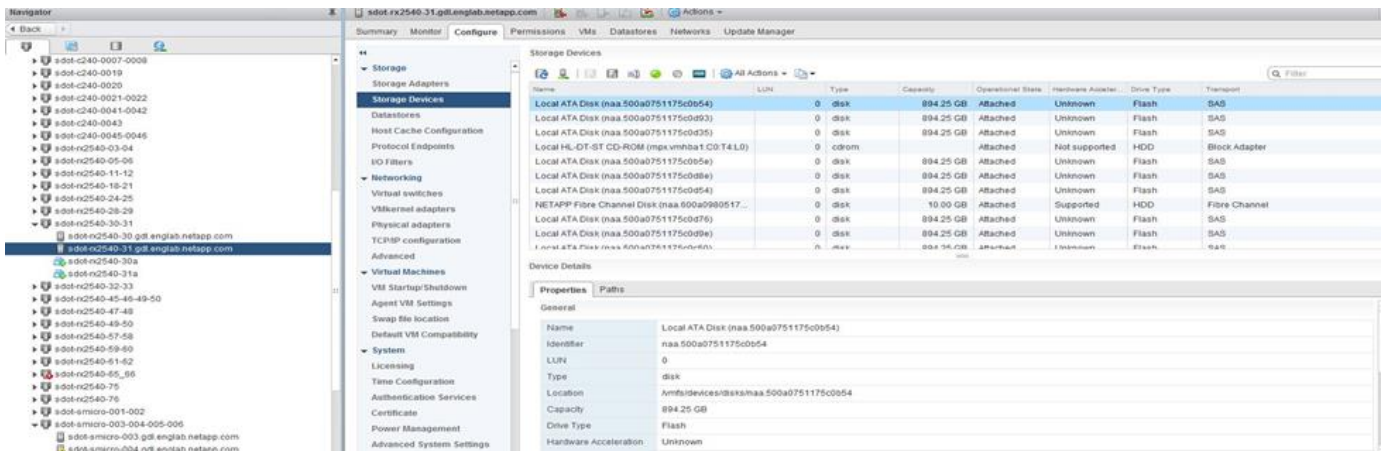 Navigator
Back
sdot-c240-0007-0008
sdot-c240-0019
sdot-c240-0020
sdot-c240-0021-0022
sdot-c240-0041-0042
sdot-c240-0043
sdot-c240-0045-0046
sdot-rx2540-03-04
sdot-rx2540-05-06
sdot-rx2540-11-12
sdot-rx2540-18-21
sdot-rx2540-24-25
sdot-rx2540-28-29
sdot-rx2540-30-31
sdot-rx2540-30.gdl.englab.netapp.com
sdot-rx2540-31.gdl.englab.netapp.com
sdot-rx2540-30a
sdot-rx2540-31a
sdot-rx2540-32-33
sdot-rx2540-45-46-49-50
sdot-rx2540-47-48
sdot-rx2540-49-50
sdot-rx2540-57-58
sdot-rx2540-59-60
sdot-rx2540-61-62
sdot-rx2540-65_66
sdot-rx2540-75
sdot-rx2540-76
sdot-smicro-001-002
sdot-smicro-003-004-005-006
sdot-smicro-003.gdl.englab.netapp.com
sdot-smicro-004.gdl.englab.netapp.com
sdot-rx2540-31.gdl.englab.netapp.com Actions
Summary Monitor Configure Permissions VMs Datastores Networks Update Manager
Storage
Storage Adapters
Storage Devices
Datastores
Host Cache Configuration
Protocol Endpoints
I/O Filters
Networking
Virtual switches
VMkernel adapters
Physical adapters
TCP/IP configuration
Advanced
Virtual Machines
VM Startup/Shutdown
Agent VM Settings
Swap file location
Default VM Compatibility
System
Licensing
Time Configuration
Authentication Services
Certificate
Power Management
Advanced System Settings
Storage Devices
All Actions Filter
Name LUN Type Capacity Operational State Hardware Acceler... Drive Type Transport
Local ATA Disk (naa.500a0751175c0b54) 0 disk 894.25 GB Attached Unknown Flash SAS
Local ATA Disk (naa.500a0751175c0d93) 0 disk 894.25 GB Attached Unknown Flash SAS
Local ATA Disk (naa.500a0751175c0d35) 0 disk 894.25 GB Attached Unknown Flash SAS
Local HL-DT-ST CD-ROM (mpx.vmhba1:C0:T4:L0) 0 cdrom Attached Not supported HDD Block Adapter
Local ATA Disk (naa.500a0751175c0b5e) 0 disk 894.25 GB Attached Unknown Flash SAS
Local ATA Disk (naa.500a0751175c0d8e) 0 disk 894.25 GB Attached Unknown Flash SAS
Local ATA Disk (naa.500a0751175c0d54) 0 disk 894.25 GB Attached Unknown Flash SAS
NETAPP Fibre Channel Disk (naa.600a0980517... 0 disk 10.00 GB Attached Supported HDD Fibre Channel
Local ATA Disk (naa.500a0751175c0d76) 0 disk 894.25 GB Attached Unknown Flash SAS
Local ATA Disk (naa.500a0751175c0d9e) 0 disk 894.25 GB Attached Unknown Flash SAS
Local ATA Disk 0 disk 894.25 GB Attached Unknown Flash SAS
Device Details
Properties Paths
General
Name Local ATA Disk (naa.500a0751175c0b54)
Identifier naa.500a0751175c0b54
LUN 0
Type disk
Location /vmfs/devices/disks/naa.500a0751175c0b54
Capacity 894.25 GB
Drive Type Flash
Hardware Acceleration Unknown